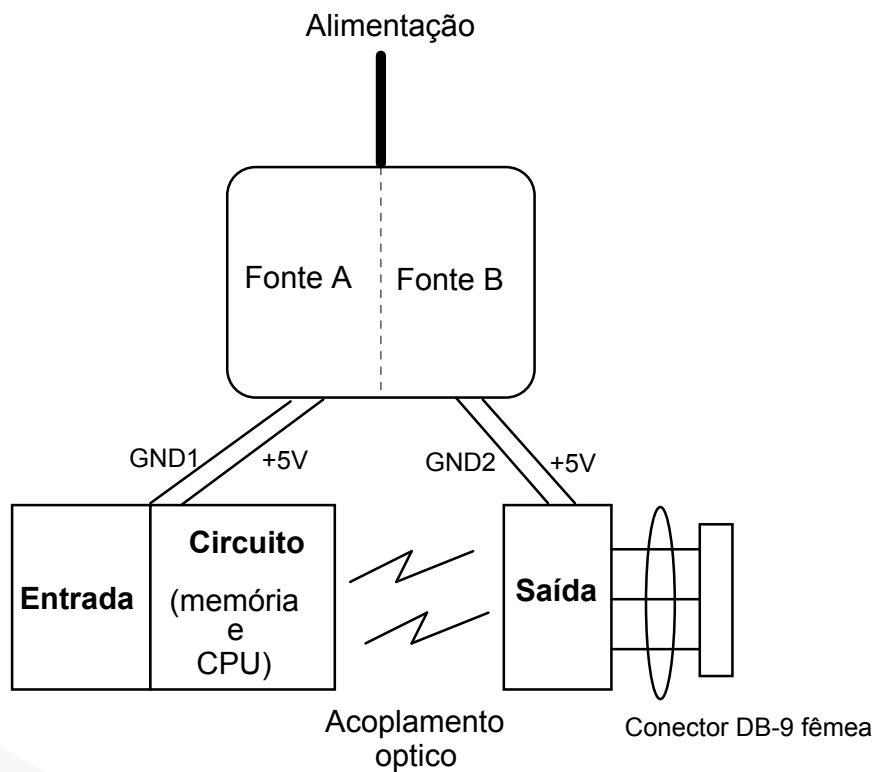 Alimentação
Fonte A
Fonte B
GND1
+5V
GND2
+5V
Entrada
Circuito
(memória
e
CPU)
Saída
Acoplamento
optico
Conector DB-9 fêmea